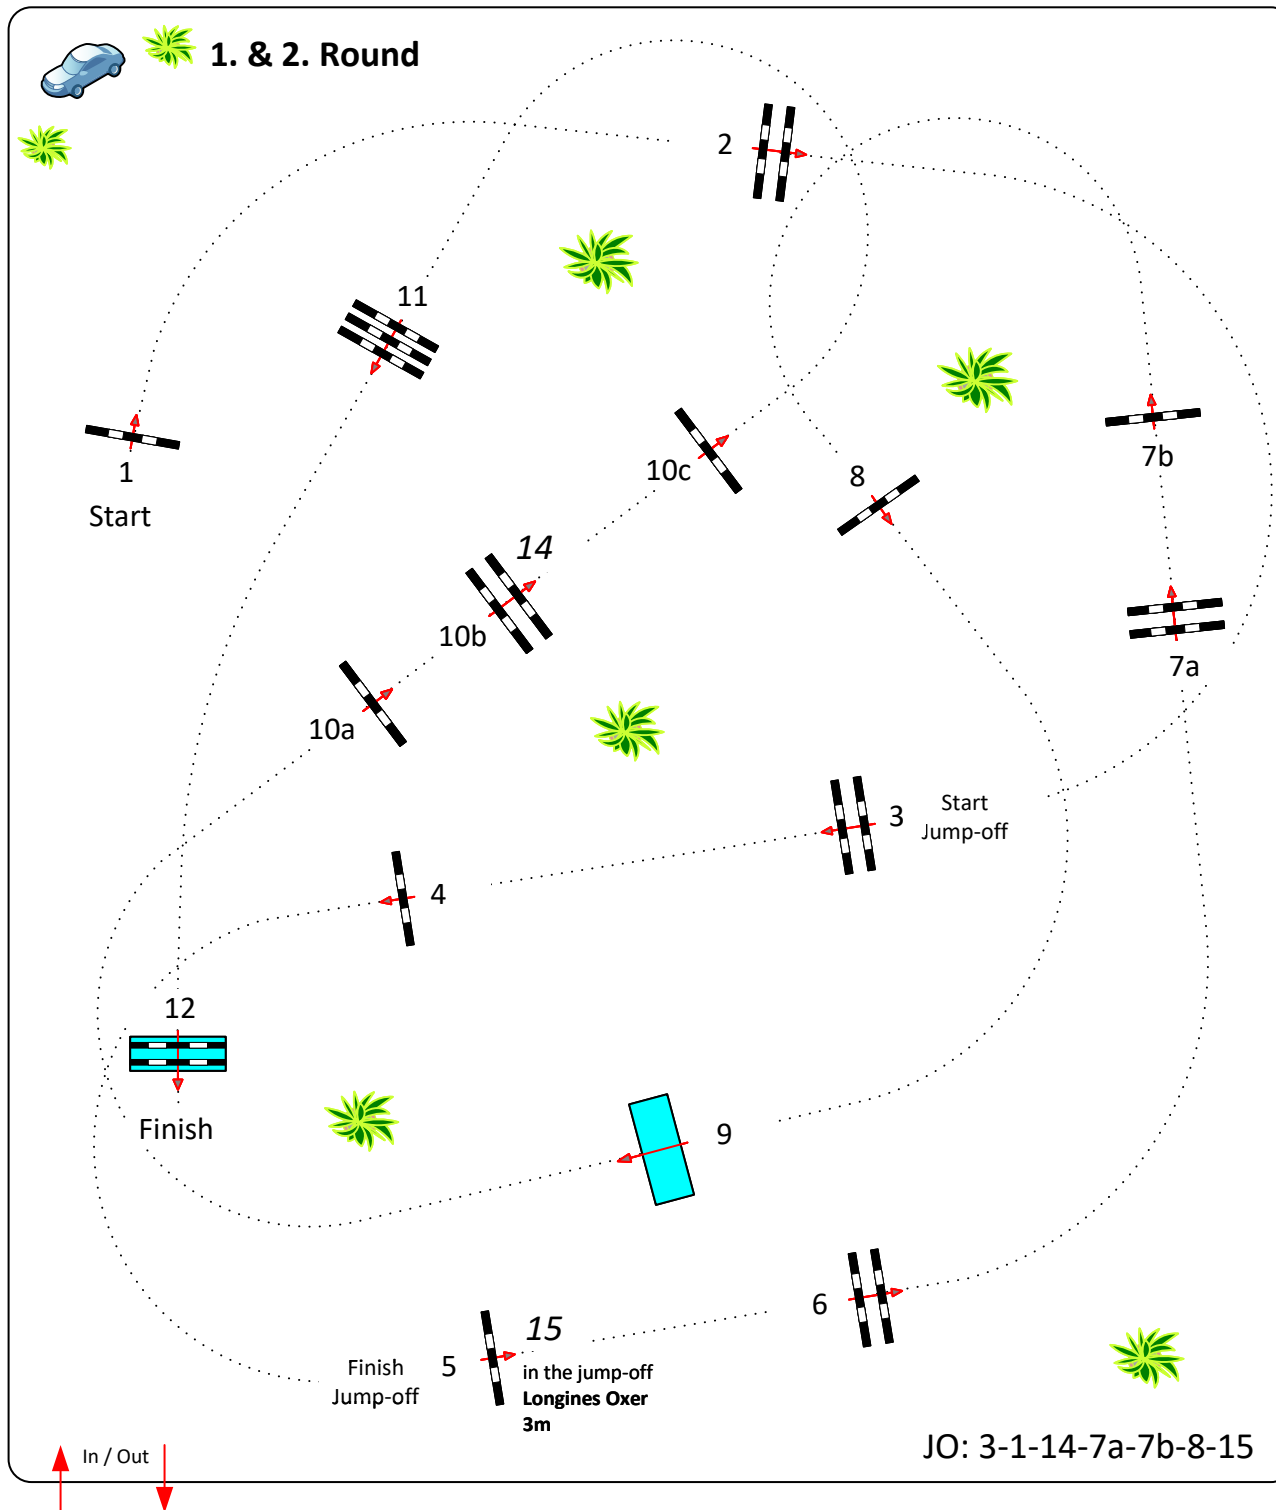 1. & 2. Round
2
11
1
Start
7b
10c
8
14
10b
7a
10a
3
Start
Jump-off
4
12
Finish
9
6
15
5
Finish
Jump-off
in the jump-off
Longines Oxer
3m
JO: 3-1-14-7a-7b-8-15
In / Out